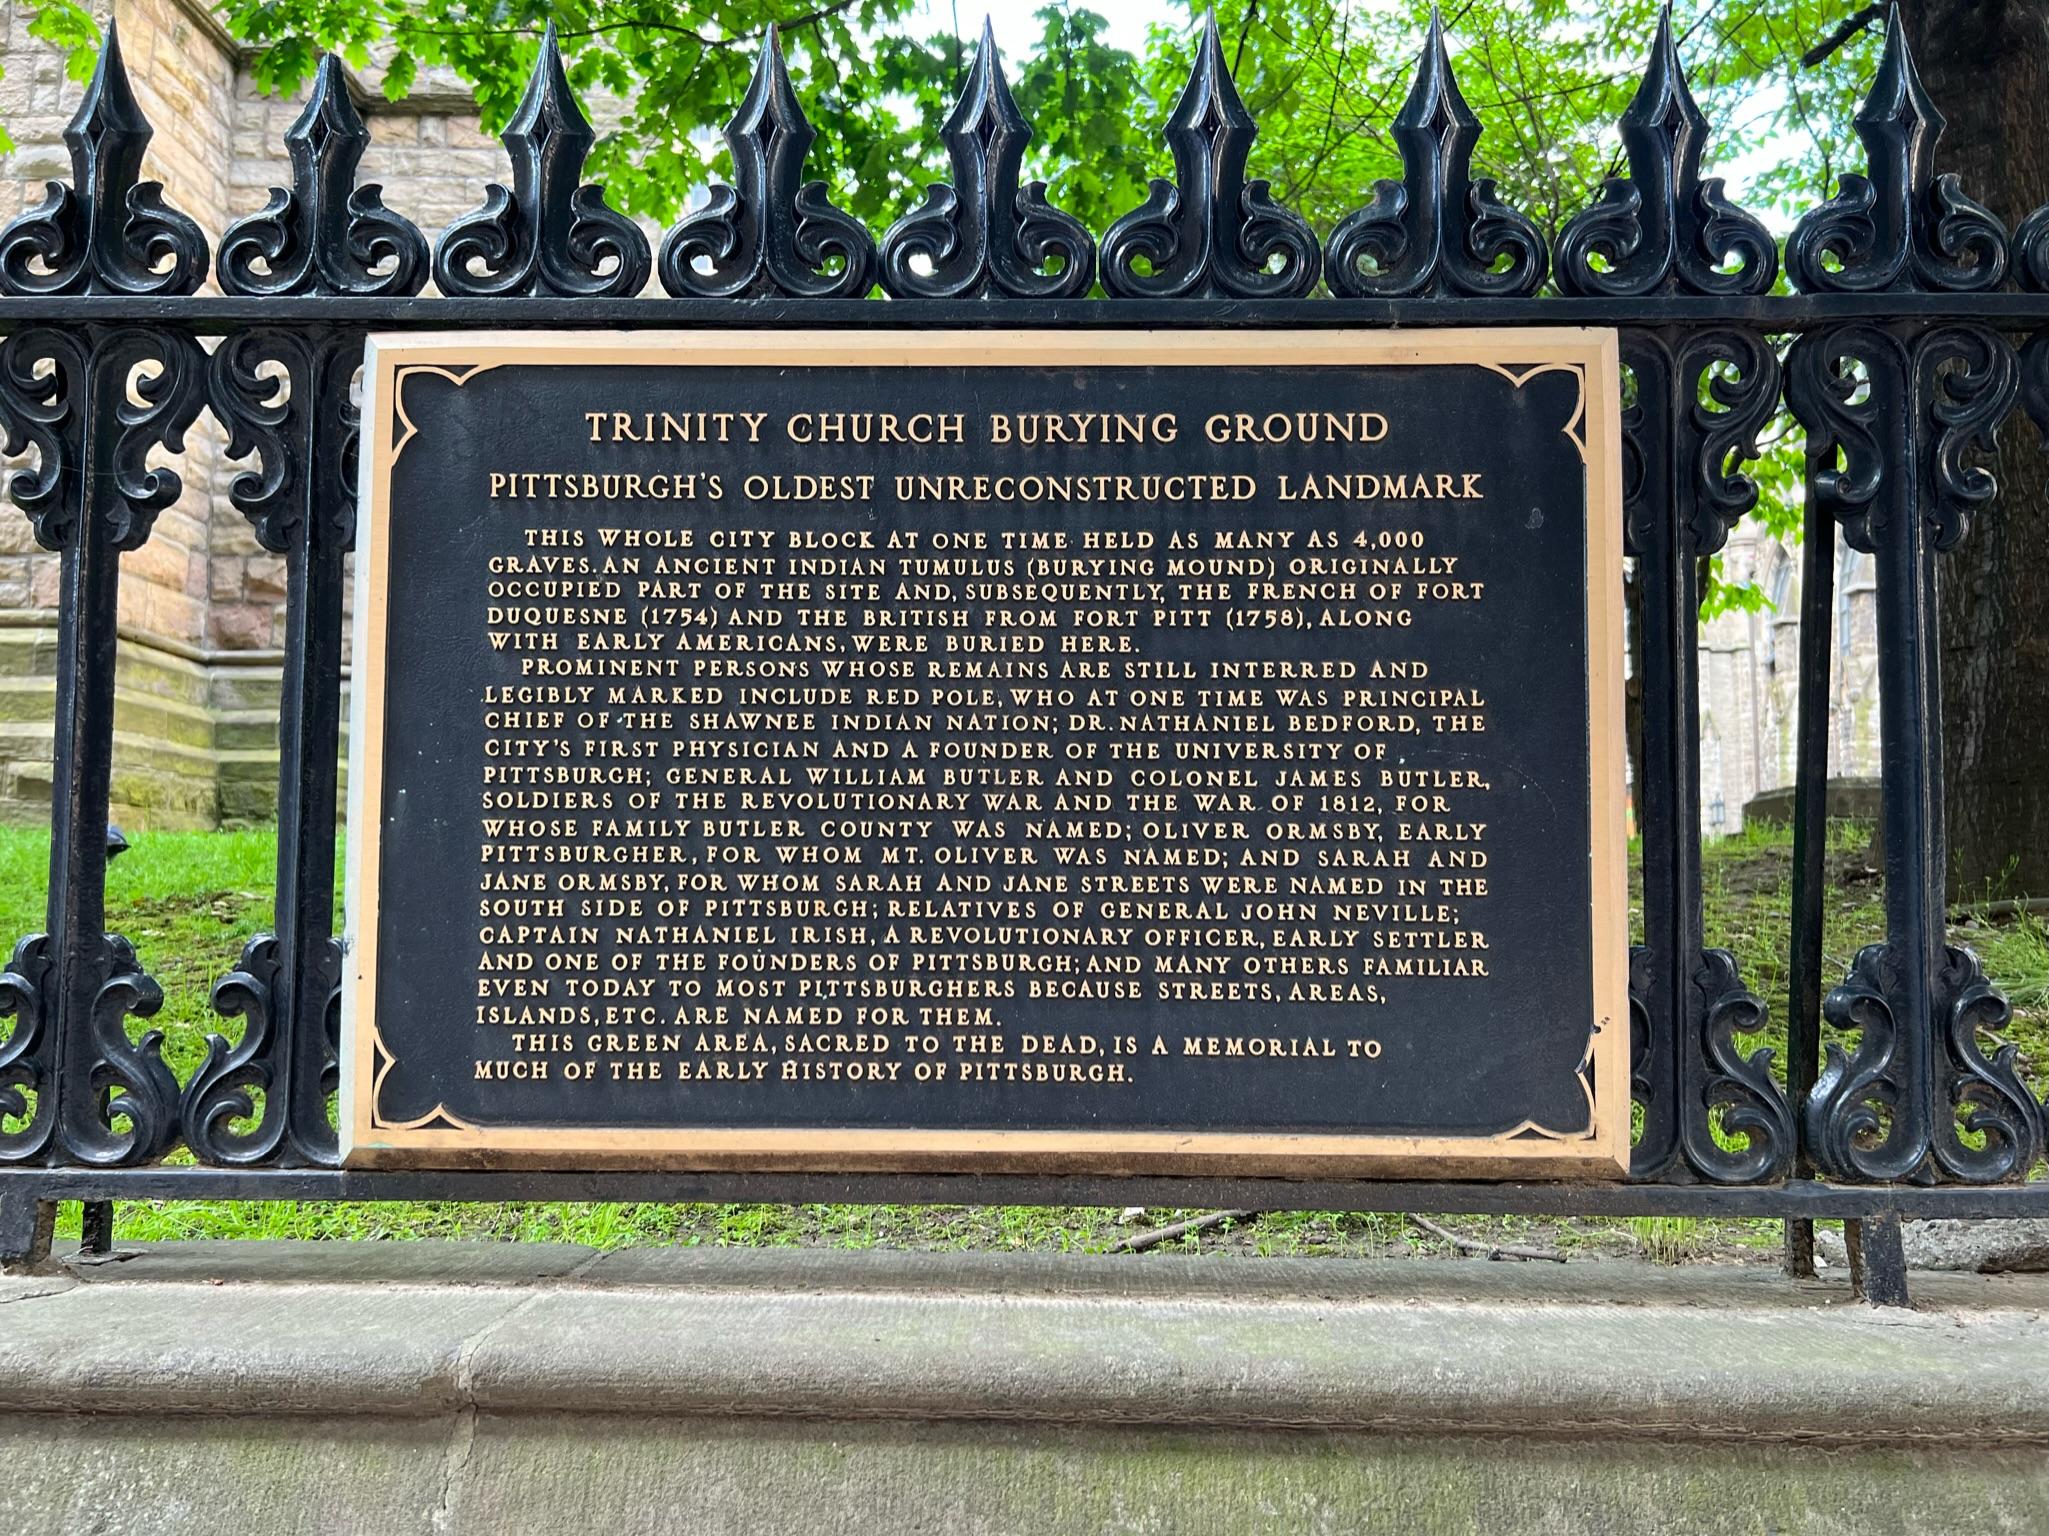 TRINITY CHURCH BURYING GROUND
PITTSBURGH'S OLDEST UNRECONSTRUCTED LANDMARK
THIS WHOLE CITY BLOCK AT ONE TIME HELD AS MANY AS 4,000
GRAVES. AN ANCIENT INDIAN TUMULUS (BURYING MOUND) ORIGINALLY
OCCUPIED PART OF THE SITE AND, SUBSEQUENTLY, THE FRENCH OF FORT
DUQUESNE (1754) AND THE BRITISH FROM FORT PITT (1758), ALONG
WITH EARLY AMERICANS, WERE BURIED HERE.
PROMINENT PERSONS WHOSE REMAINS ARE STILL INTERRED AND
LEGIBLY MARKED INCLUDE RED POLE, WHO AT ONE TIME WAS PRINCIPAL
CHIEF OF THE SHAWNEE INDIAN NATION; DR. NATHANIEL BEDFORD, THE
CITY'S FIRST PHYSICIAN AND A FOUNDER OF THE UNIVERSITY OF
PITTSBURGH; GENERAL WILLIAM BUTLER AND COLONEL JAMES BUTLER,
SOLDIERS OF THE REVOLUTIONARY WAR AND THE WAR OF 1812, FOR
WHOSE FAMILY BUTLER COUNTY WAS NAMED; OLIVER ORMSBY, EARLY
PITTSBURGHER, FOR WHOM MT. OLIVER WAS NAMED; AND SARAH AND
JANE ORMSBY, FOR WHOM SARAH AND JANE STREETS WERE NAMED IN THE
SOUTH SIDE OF PITTSBURGH; RELATIVES OF GENERAL JOHN NEVILLE;
CAPTAIN NATHANIEL IRISH, A REVOLUTIONARY OFFICER, EARLY SETTLER
AND ONE OF THE FOUNDERS OF PITTSBURGH; AND MANY OTHERS FAMILIAR
EVEN TODAY TO MOST PITTSBURGHERS BECAUSE STREETS, AREAS,
ISLANDS, ETC. ARE NAMED FOR THEM.
THIS GREEN AREA, SACRED TO THE DEAD, IS A MEMORIAL TO
MUCH OF THE EARLY HISTORY OF PITTSBURGH.